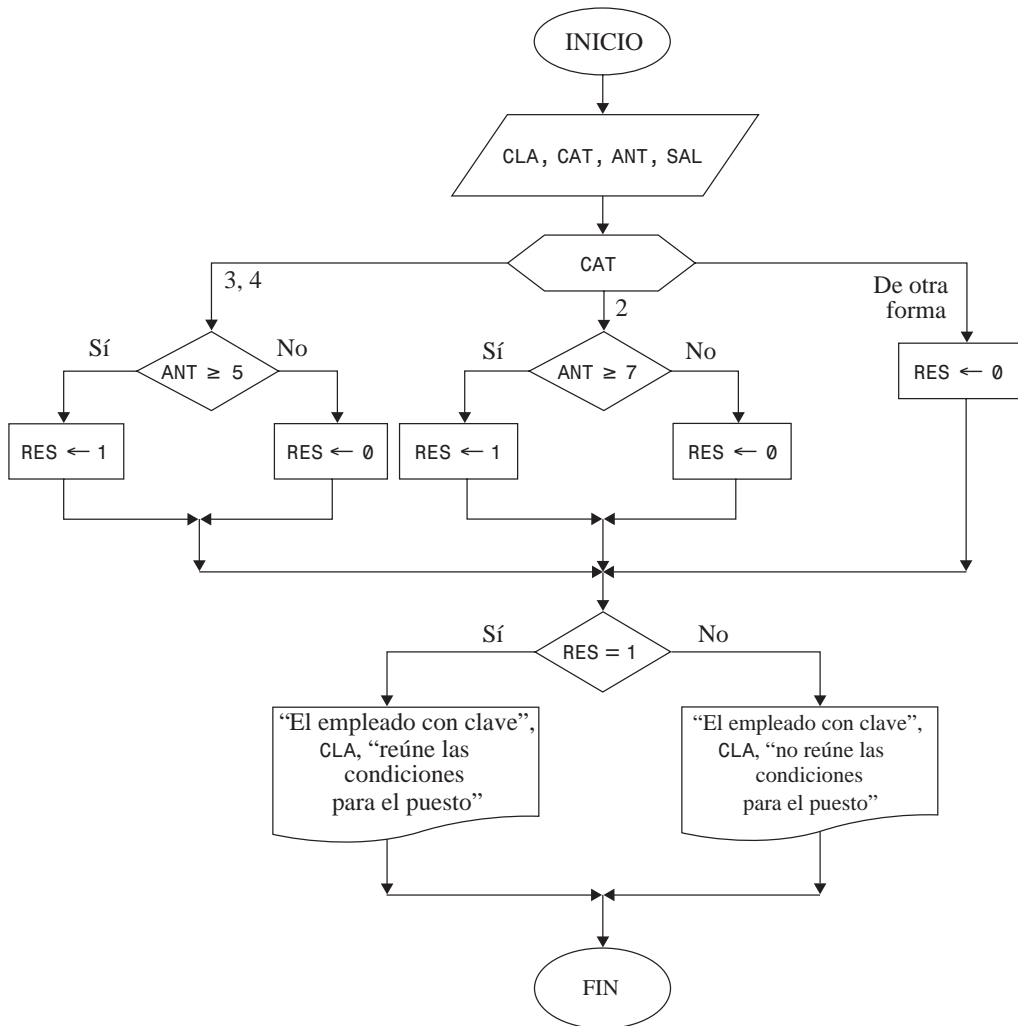 INICIO
CLA, CAT, ANT, SAL
CAT
3, 4
2
De otra
forma
Sí
ANT ≥ 5
No
Sí
ANT ≥ 7
No
RES ← 0
RES ← 1
RES ← 0
RES ← 1
RES ← 0
Sí
RES = 1
No
“El empleado con clave”,
CLA, “reúne las
condiciones
para el puesto”
“El empleado con clave”,
CLA, “no reúne las
condiciones
para el puesto”
FIN